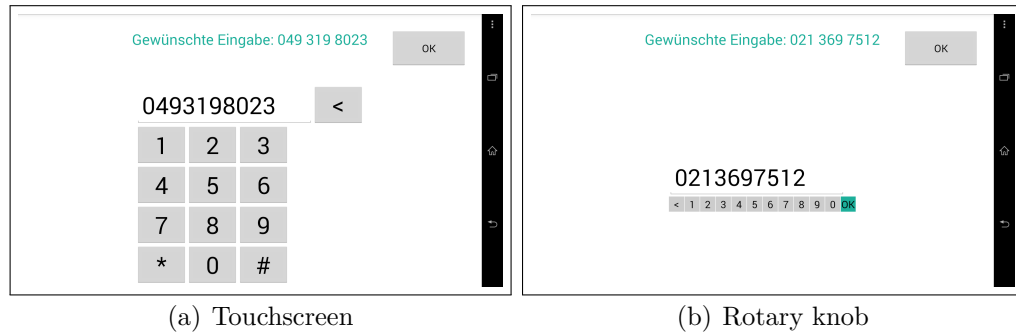 Gewünschte Eingabe: 049 319 8023
OK
0493198023 <
1 2 3
4 5 6
7 8 9
* 0 #
(a) Touchscreen
Gewünschte Eingabe: 021 369 7512
OK
0213697512
< 1 2 3 4 5 6 7 8 9 0 OK
(b) Rotary knob